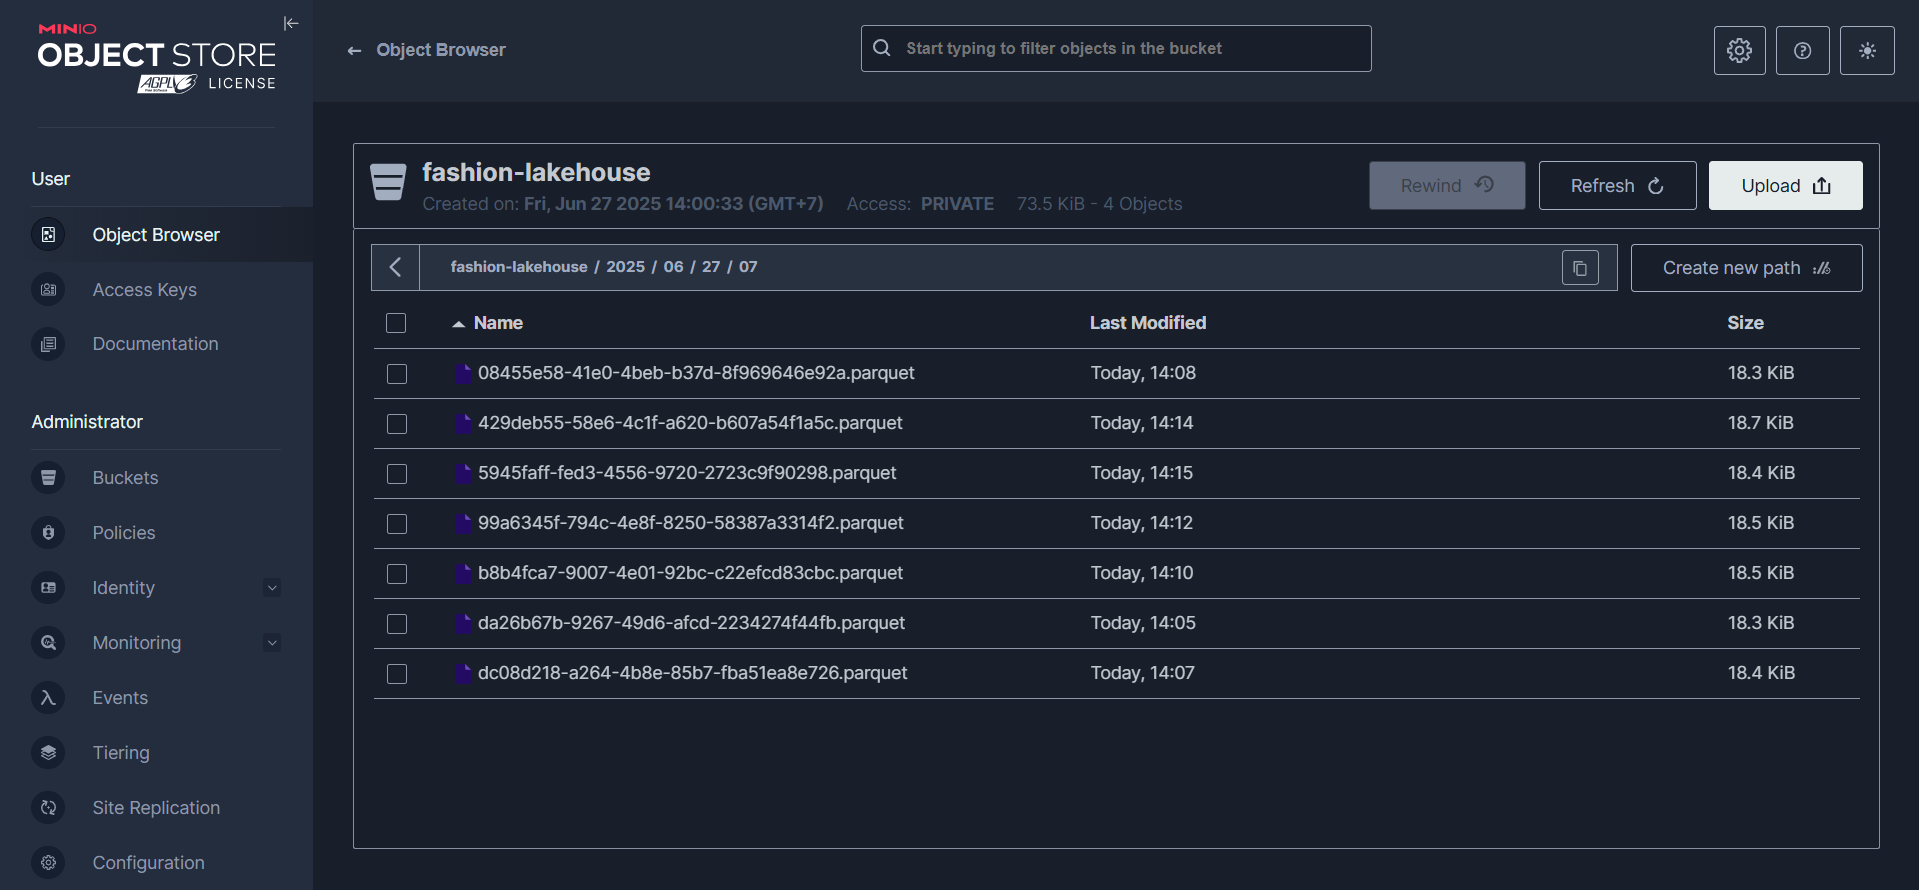 MINIO
OBJECT STORE
AGPL v3 LICENSE
User
Object Browser
Access Keys
Documentation
Administrator
Buckets
Policies
Identity
Monitoring
Events
Tiering
Site Replication
Configuration
← Object Browser
Start typing to filter objects in the bucket
fashion-lakehouse
Created on: Fri, Jun 27 2025 14:00:33 (GMT+7) Access: PRIVATE 73.5 KiB - 4 Objects
Rewind
Refresh
Upload
fashion-lakehouse / 2025 / 06 / 27 / 07
Create new path
Name Last Modified Size
08455e58-41e0-4beb-b37d-8f969646e92a.parquet Today, 14:08 18.3 KiB
429deb55-58e6-4c1f-a620-b607a54f1a5c.parquet Today, 14:14 18.7 KiB
5945faff-fed3-4556-9720-2723c9f90298.parquet Today, 14:15 18.4 KiB
99a6345f-794c-4e8f-8250-58387a3314f2.parquet Today, 14:12 18.5 KiB
b8b4fca7-9007-4e01-92bc-c22efcd83cbc.parquet Today, 14:10 18.5 KiB
da26b67b-9267-49d6-afcd-2234274f44fb.parquet Today, 14:05 18.3 KiB
dc08d218-a264-4b8e-85b7-fba51ea8e726.parquet Today, 14:07 18.4 KiB